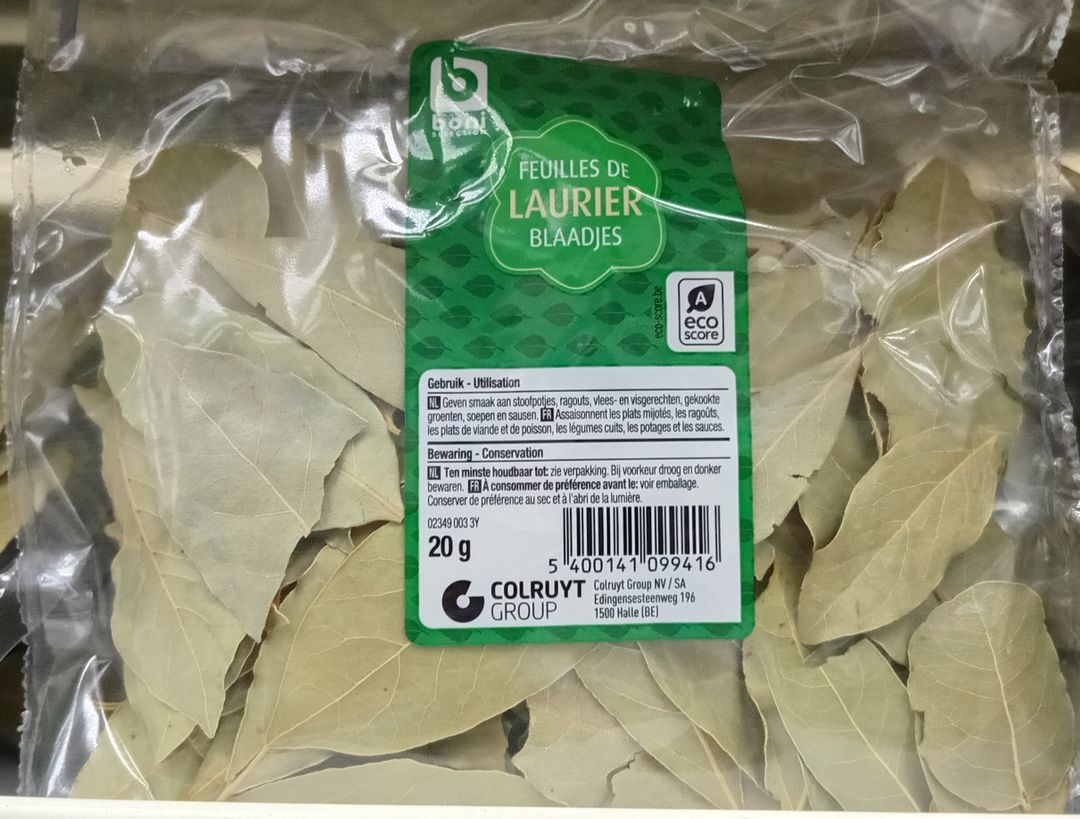 boni
SELECTION
FEUILLES DE
LAURIER
BLAADJES
eco-score.be
A
eco
score
Gebruik - Utilisation
NL Geven smaak aan stoofpotjes, ragouts, vlees- en visgerechten, gekookte
groenten, soepen en sausen. FR Assaisonnent les plats mijotés, les ragoûts,
les plats de viande et de poisson, les légumes cuits, les potages et les sauces.
Bewaring - Conservation
NL Ten minste houdbaar tot: zie verpakking. Bij voorkeur droog en donker
bewaren. FR À consommer de préférence avant le: voir emballage.
Conserver de préférence au sec et à l'abri de la lumière.
02349 003 3Y
20 g
5 400141 099416
COLRUYT
GROUP
Colruyt Group NV / SA
Edingensesteenweg 196
1500 Halle (BE)